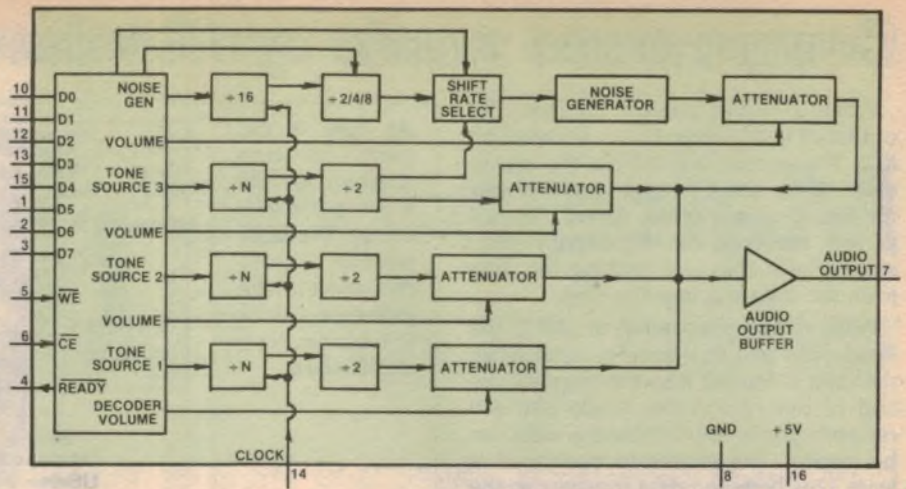 NOISE GEN
÷16
÷2/4/8
SHIFT RATE SELECT
NOISE GENERATOR
ATTENUATOR
10 D0
11 D1
12 D2
13 D3
15 D4
1 D5
2 D6
3 D7
5 WE
6 CE
4 READY
VOLUME
TONE SOURCE 3
÷N
÷2
ATTENUATOR
VOLUME
TONE SOURCE 2
÷N
÷2
ATTENUATOR
VOLUME
TONE SOURCE 1
÷N
÷2
ATTENUATOR
DECODER VOLUME
AUDIO OUTPUT 7
AUDIO OUTPUT BUFFER
CLOCK
14
GND
8
+5V
16